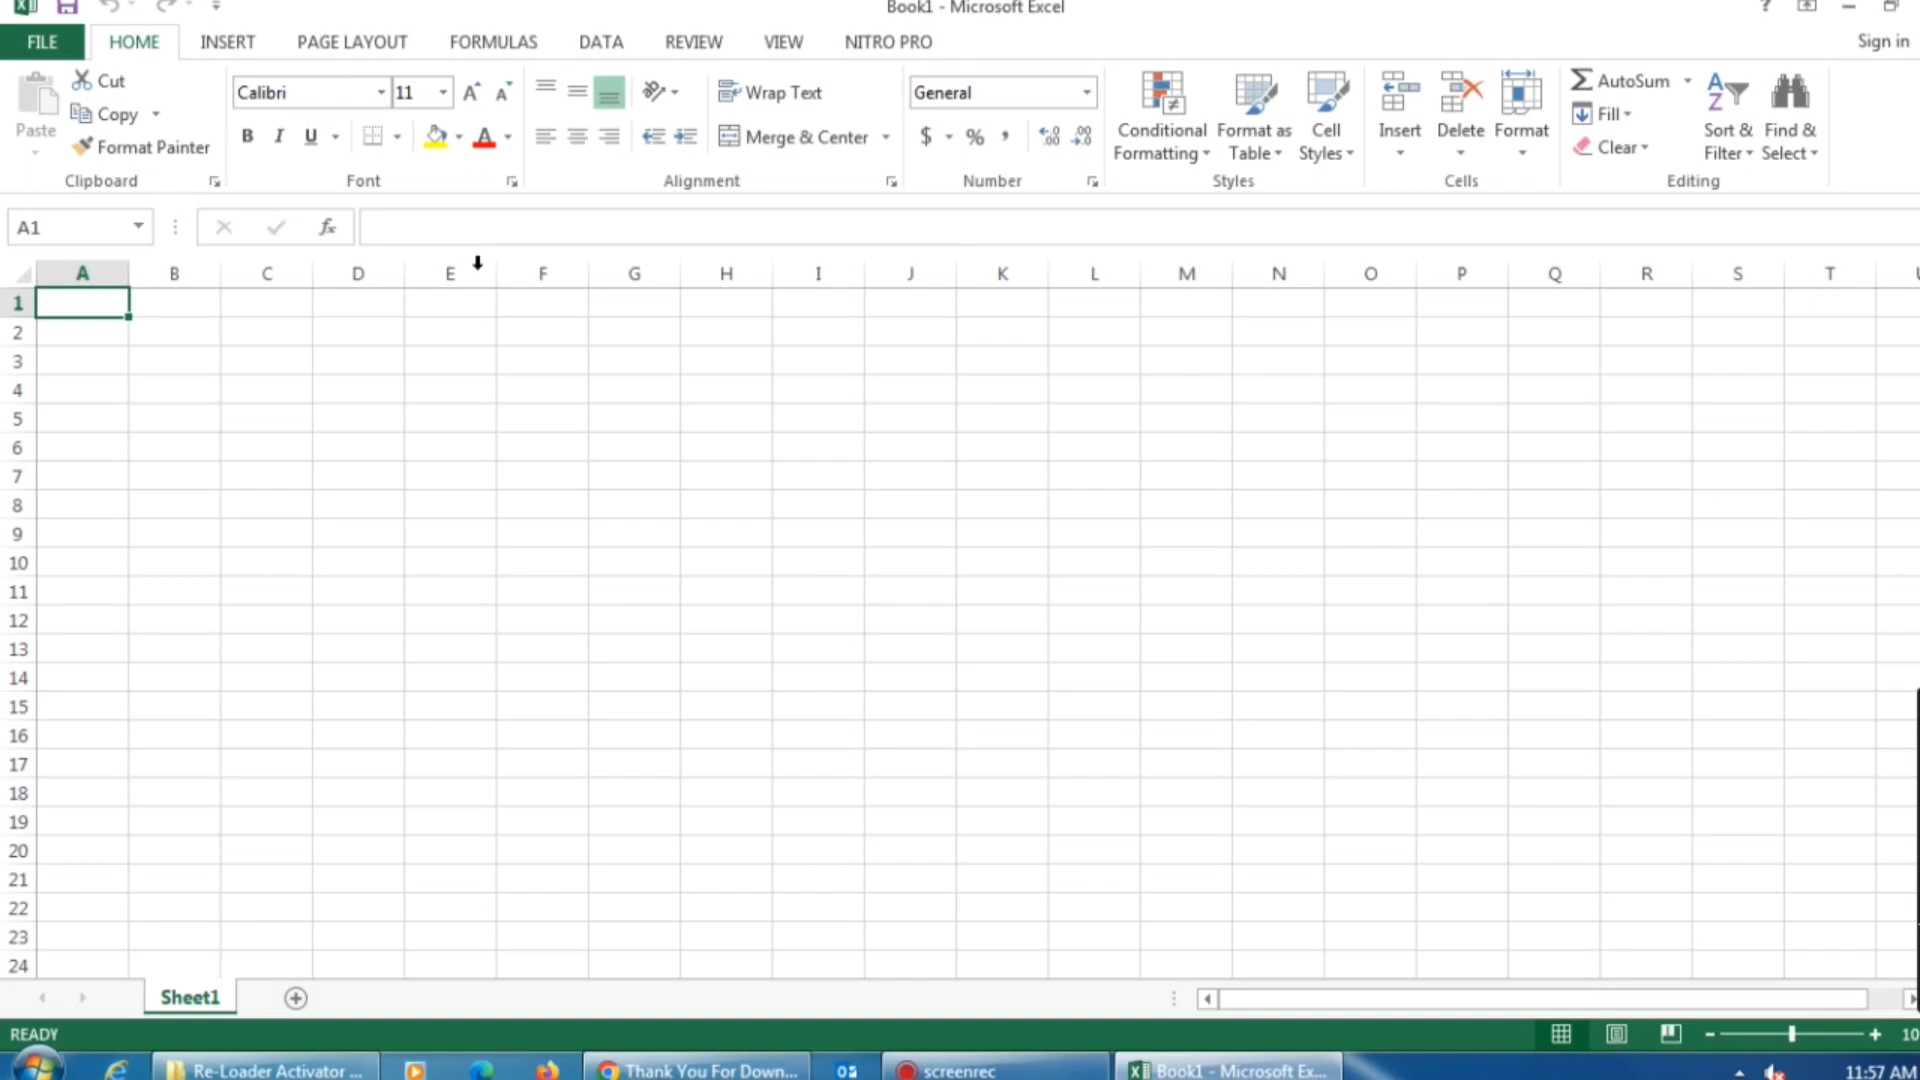 Book1 - Microsoft Excel
?
FILE HOME INSERT PAGE LAYOUT FORMULAS DATA REVIEW VIEW NITRO PRO Sign in
Paste
Cut
Copy
Format Painter
Clipboard
Calibri 11 A A
B I U A
Font
Wrap Text
Merge & Center
Alignment
General
$ % ,
Number
Conditional Formatting
Format as Table
Cell Styles
Styles
Insert Delete Format
Cells
AutoSum
Fill
Clear
Sort & Filter
Find & Select
Editing
A1 fx
A B C D E F G H I J K L M N O P Q R S T
1
2
3
4
5
6
7
8
9
10
11
12
13
14
15
16
17
18
19
20
21
22
23
24
Sheet1
READY 10
Re-Loader Activator ... Thank You For Down... screenrec Book1 - Microsoft Ex... 11:57 AM